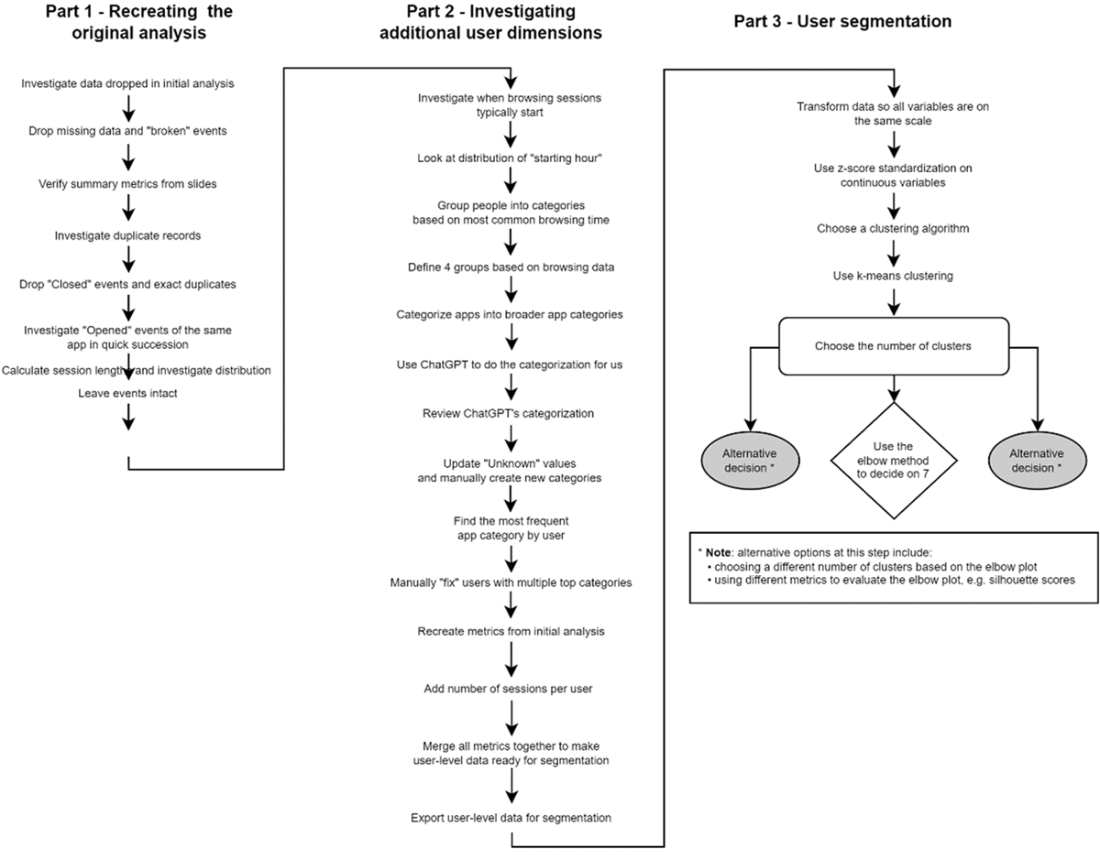 Part 1 - Recreating the
original analysis
Investigate data dropped in initial analysis
Drop missing data and "broken" events
Verify summary metrics from slides
Investigate duplicate records
Drop "Closed" events and exact duplicates
Investigate "Opened" events of the same
app in quick succession
Calculate session length and investigate distribution
Leave events intact
Part 2 - Investigating
additional user dimensions
Investigate when browsing sessions
typically start
Look at distribution of "starting hour"
Group people into categories
based on most common browsing time
Define 4 groups based on browsing data
Categorize apps into broader app categories
Use ChatGPT to do the categorization for us
Review ChatGPT's categorization
Update "Unknown" values
and manually create new categories
Find the most frequent
app category by user
Manually "fix" users with multiple top categories
Recreate metrics from initial analysis
Add number of sessions per user
Merge all metrics together to make
user-level data ready for segmentation
Export user-level data for segmentation
Part 3 - User segmentation
Transform data so all variables are on
the same scale
Use z-score standardization on
continuous variables
Choose a clustering algorithm
Use k-means clustering
Choose the number of clusters
Alternative
decision *
Use the
elbow method
to decide on 7
Alternative
decision *
* Note: alternative options at this step include:
• choosing a different number of clusters based on the elbow plot
• using different metrics to evaluate the elbow plot, e.g. silhouette scores